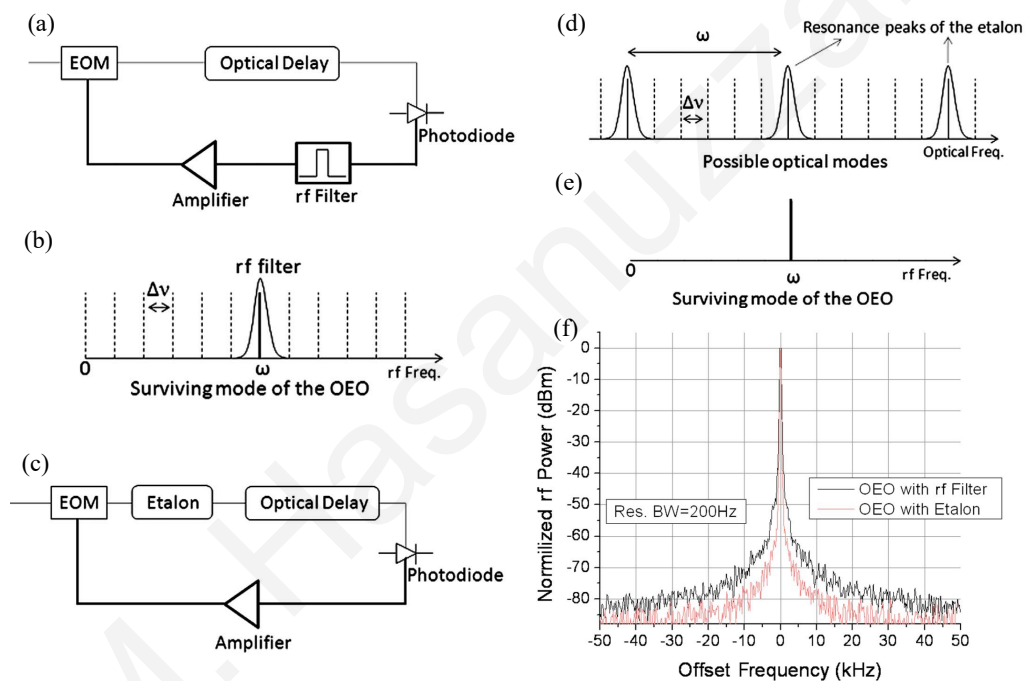 (a)
EOM
Optical Delay
Photodiode
Amplifier
rf Filter
(b)
rf filter
Δν
0
ω
rf Freq.
Surviving mode of the OEO
(c)
EOM
Etalon
Optical Delay
Photodiode
Amplifier
(d)
ω
Resonance peaks of the etalon
Δν
Optical Freq.
Possible optical modes
(e)
0
ω
rf Freq.
Surviving mode of the OEO
(f)
Normilized rf Power (dBm)
0
-10
-20
-30
-40
-50
-60
-70
-80
Res. BW=200Hz
OEO with rf Filter
OEO with Etalon
-50 -40 -30 -20 -10 0 10 20 30 40 50
Offset Frequency (kHz)
M. Hasanuzza